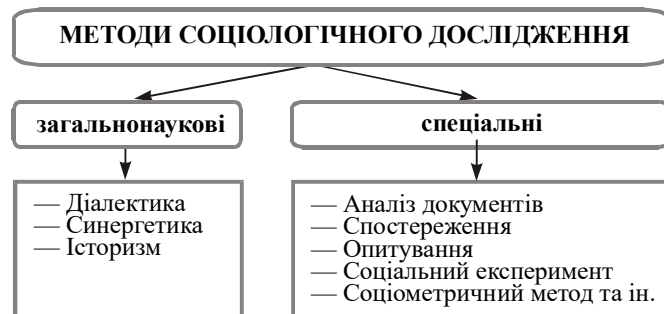 МЕТОДИ СОЦІОЛОГІЧНОГО ДОСЛІДЖЕННЯ
загальнонаукові
— Діалектика
— Синергетика
— Історизм
спеціальні
— Аналіз документів
— Спостереження
— Опитування
— Соціальний експеримент
— Соціометричний метод та ін.